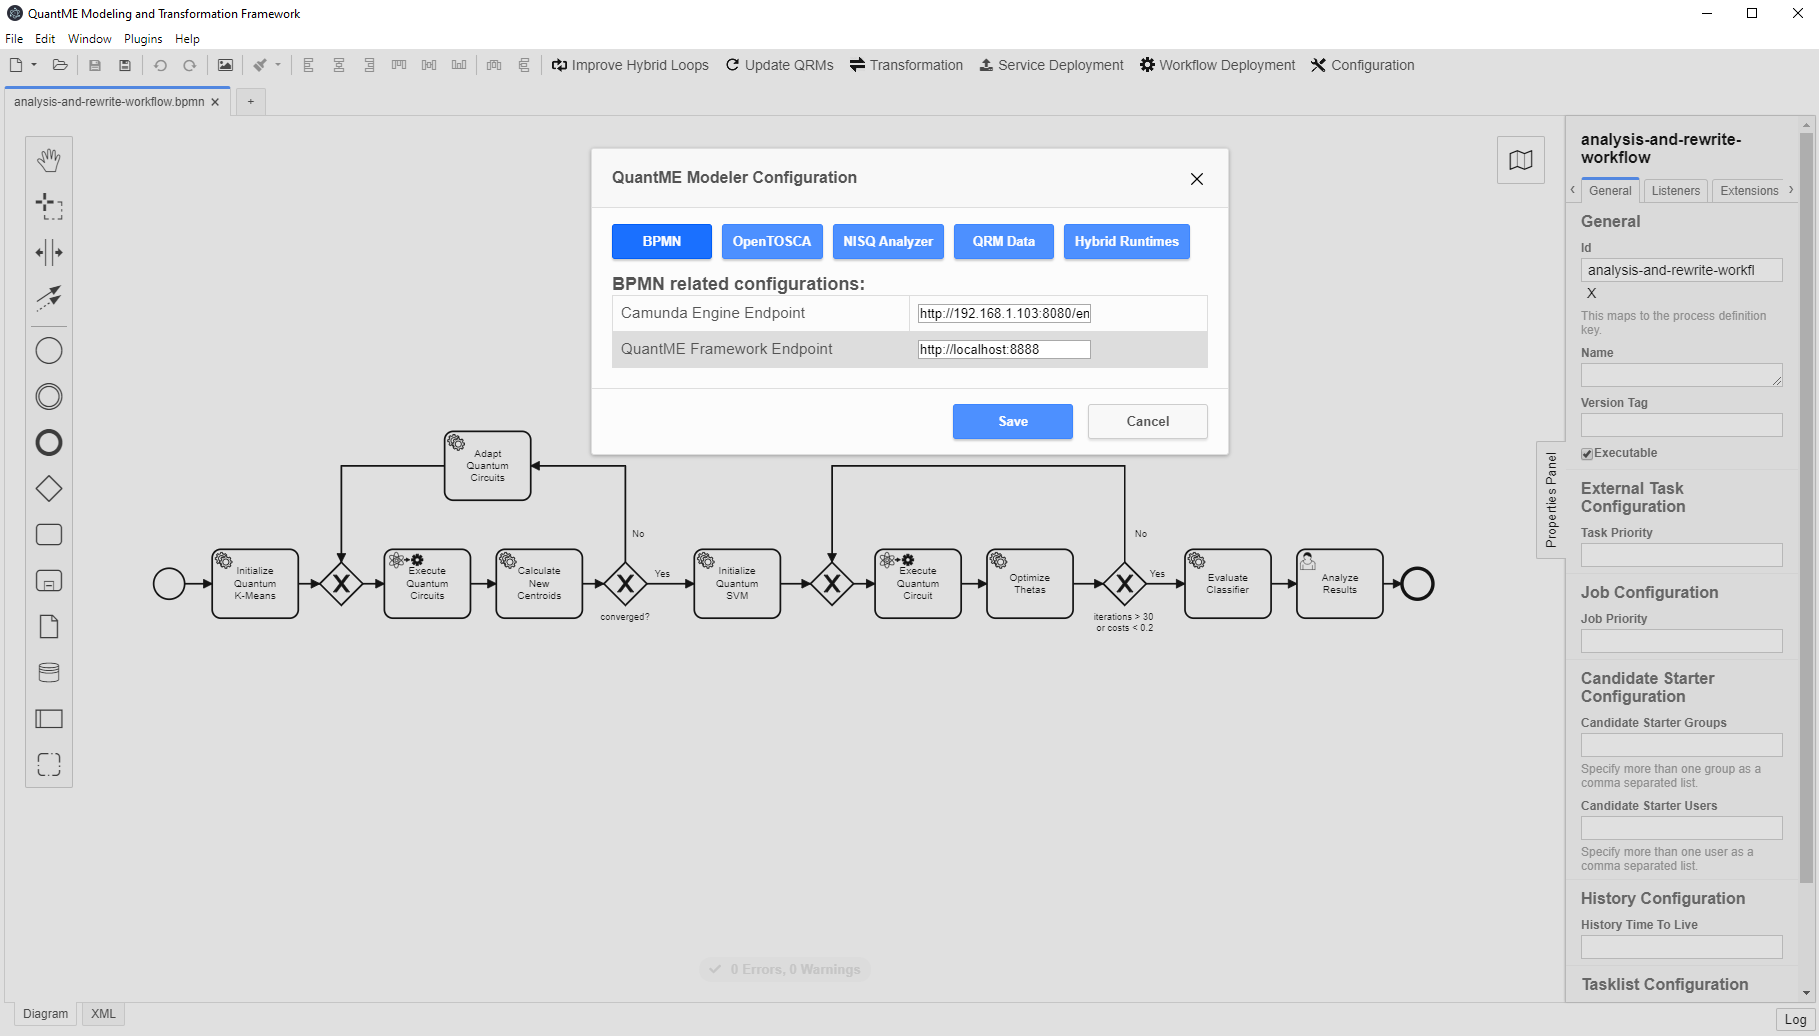 QuantME Modeling and Transformation Framework
File Edit Window Plugins Help
Improve Hybrid Loops Update QRMs Transformation Service Deployment Workflow Deployment Configuration
analysis-and-rewrite-workflow.bpmn
+
QuantME Modeler Configuration
BPMN OpenTOSCA NISQ Analyzer QRM Data Hybrid Runtimes
BPMN related configurations:
Camunda Engine Endpoint http://192.168.1.103:8080/en
QuantME Framework Endpoint http://localhost:8888
Save Cancel
Adapt
Quantum
Circuits
No
No
Initialize
Quantum
K-Means
Execute
Quantum
Circuits
Calculate
New
Centroids
Yes
converged?
Initialize
Quantum
SVM
Execute
Quantum
Circuit
Optimize
Thetas
Yes
iterations > 30
or costs < 0.2
Evaluate
Classifier
Analyze
Results
0 Errors, 0 Warnings
Properties Panel
analysis-and-rewrite-
workflow
General Listeners Extensions
General
Id
analysis-and-rewrite-workfl
X
This maps to the process definition
key.
Name
Version Tag
Executable
External Task
Configuration
Task Priority
Job Configuration
Job Priority
Candidate Starter
Configuration
Candidate Starter Groups
Specify more than one group as a
comma separated list.
Candidate Starter Users
Specify more than one user as a
comma separated list.
History Configuration
History Time To Live
Tasklist Configuration
Diagram XML
Log